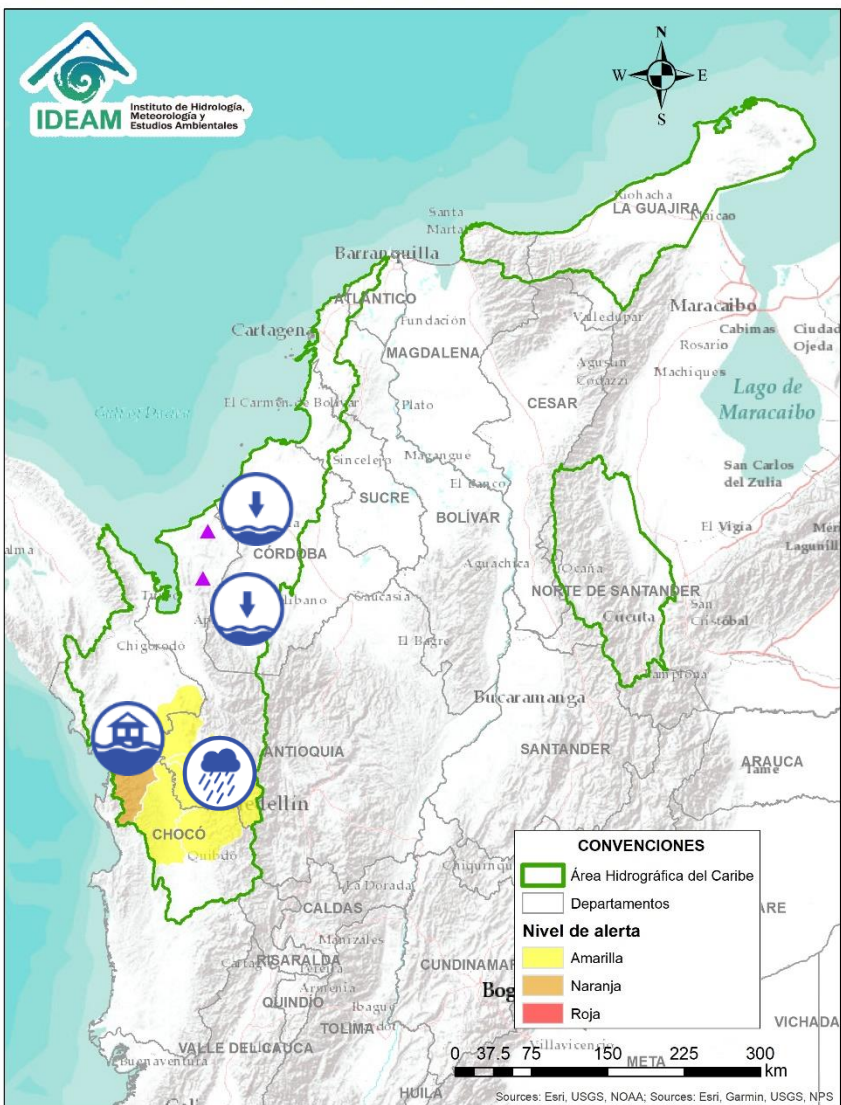 IDEAM
Instituto de Hidrología,
Meteorología y
Estudios Ambientales
N
W
E
S
Riohacha
LA GUAJIRA
Maicao
Santa
Marta
Barranquilla
ATLÁNTICO
Maracaibo
Cabimas
Ciudad
Ojeda
Cartagena
Fundación
Valledupar
Rosario
MAGDALENA
Machiques
Agustín
Codazzi
Lago de
Maracaibo
El Carmen de Bolívar
Plato
CESAR
Sincelejo
Magangue
San Carlos
del Zulia
El Banco
SUCRE
BOLÍVAR
El Vigía
CÓRDOBA
Aguachica
Ocaña
NORTE DE SANTANDER
Caucasia
San
Cristóbal
Cucuta
El Bagre
Chigorodó
Pamplona
Bucaramanga
ANTIOQUIA
SANTANDER
ARAUCA
Tame
CHOCÓ
Quibdó
La Dorada
CALDAS
Manizales
RISARALDA
Pereira
Armenia
QUINDÍO
Ibague
TOLIMA
VALLE DEL CAUCA
Buenaventura
HUILA
Villavicencio
META
VICHADA
CONVENCIONES
Área Hidrográfica del Caribe
Departamentos
Nivel de alerta
Amarilla
Naranja
Roja
0 37.5 75 150 225 300
km
Sources: Esri, USGS, NOAA; Sources: Esri, Garmin, USGS, NPS